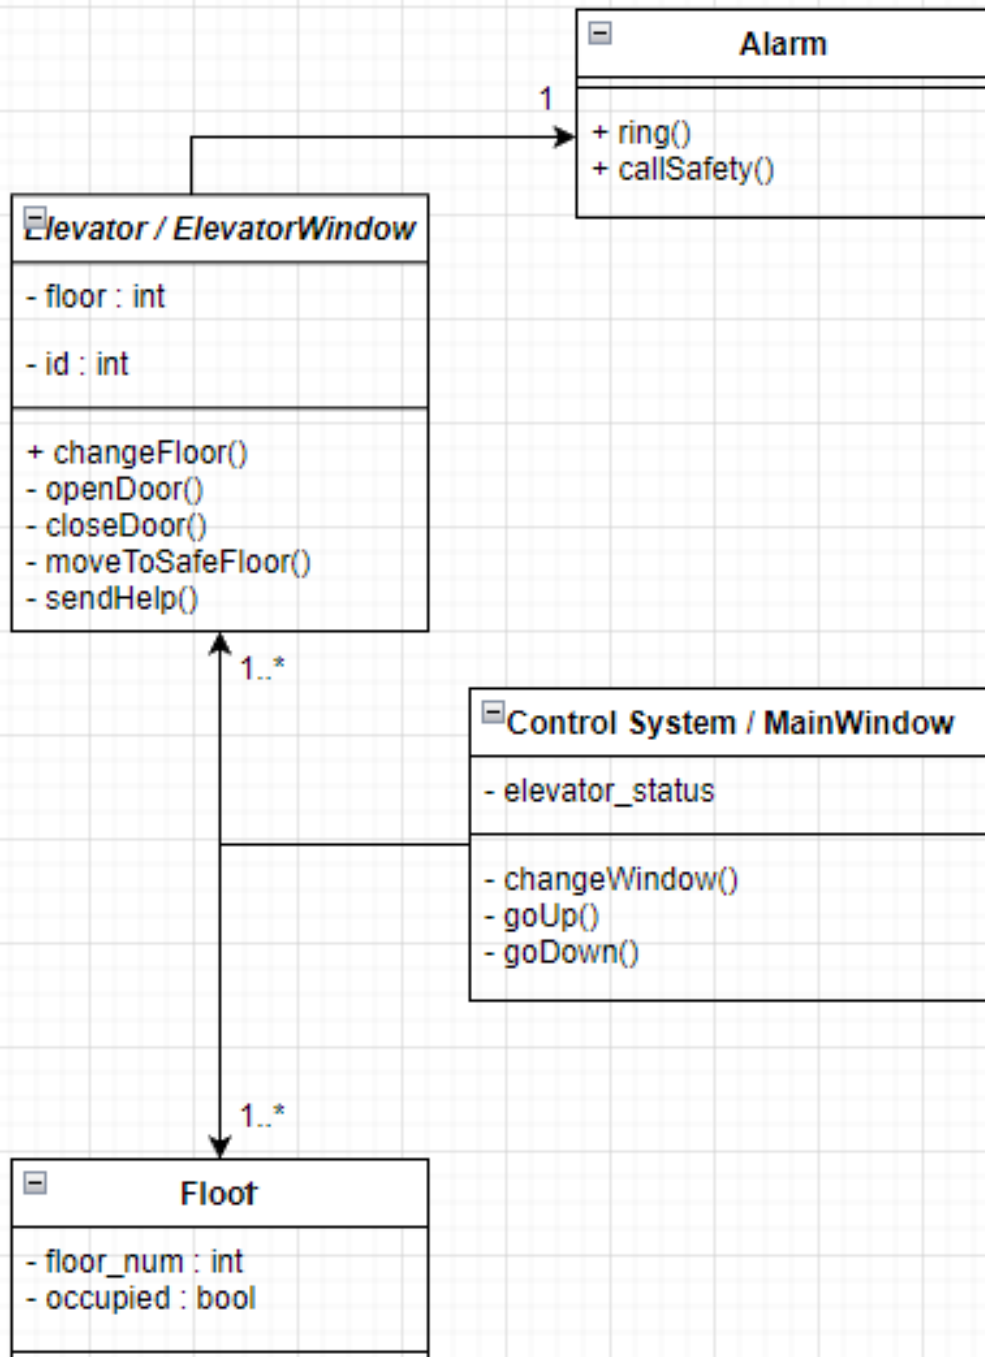 Alarm
+ ring()
+ callSafety()
1
Elevator / ElevatorWindow
- floor : int
- id : int
+ changeFloor()
- openDoor()
- closeDoor()
- moveToSafeFloor()
- sendHelp()
1..*
Control System / MainWindow
- elevator_status
- changeWindow()
- goUp()
- goDown()
1..*
Floor
- floor_num : int
- occupied : bool